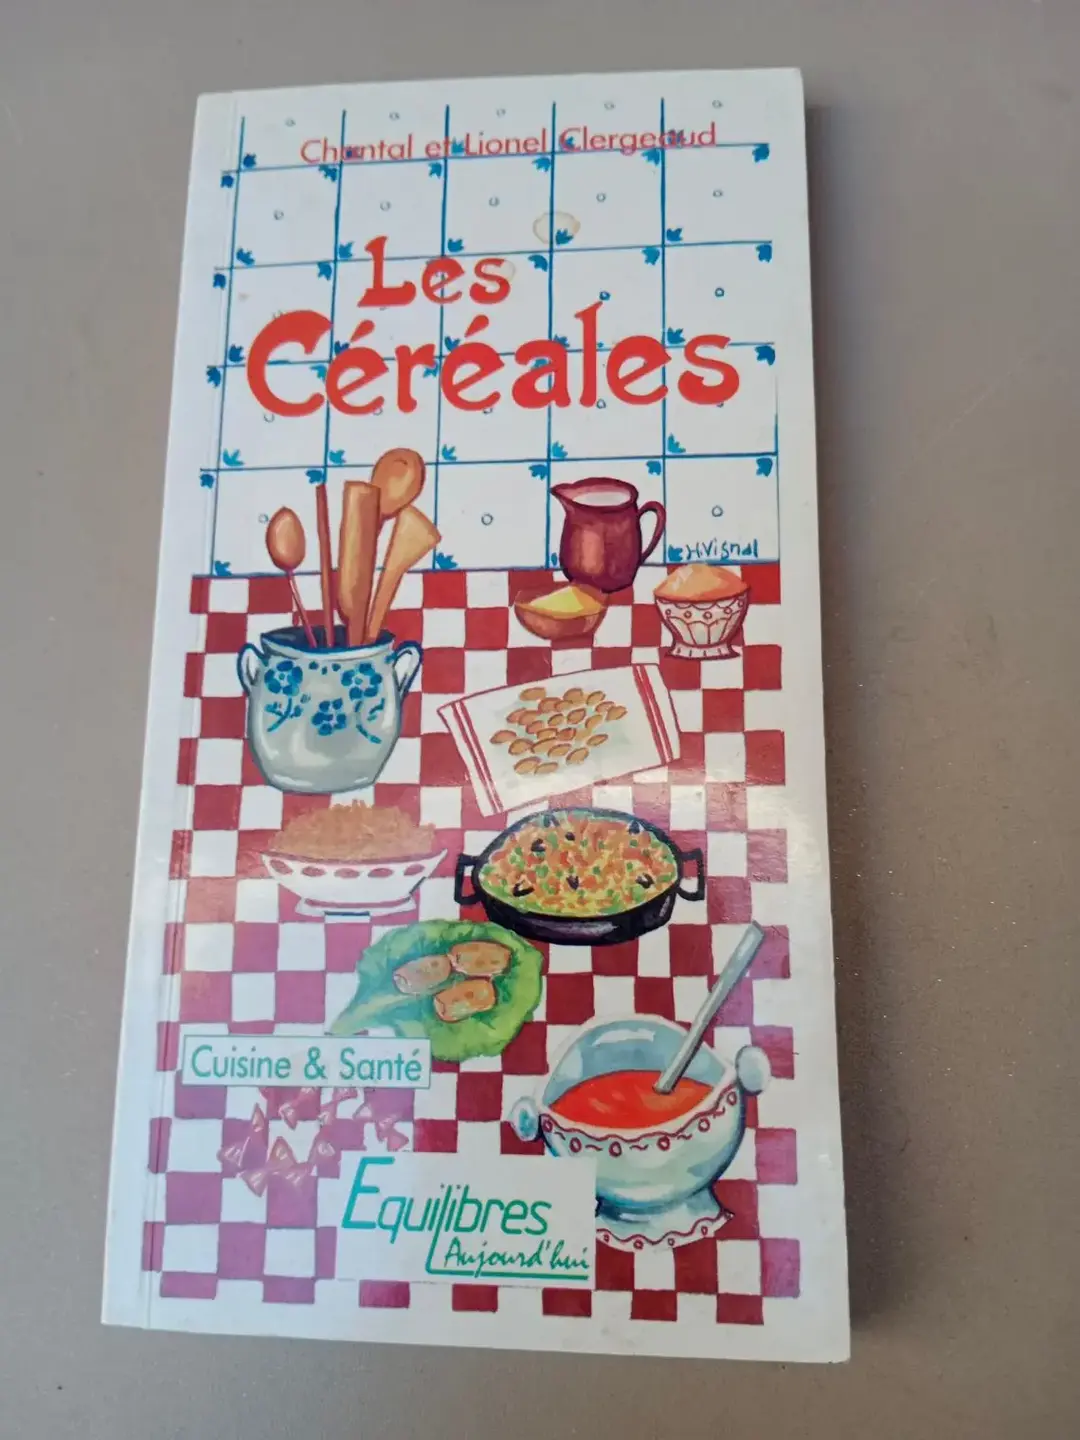 Chantal et Lionel Clergeaud
Les
Céréales
H.Vignal
Cuisine & Santé
Equilibres
Aujourd'hui